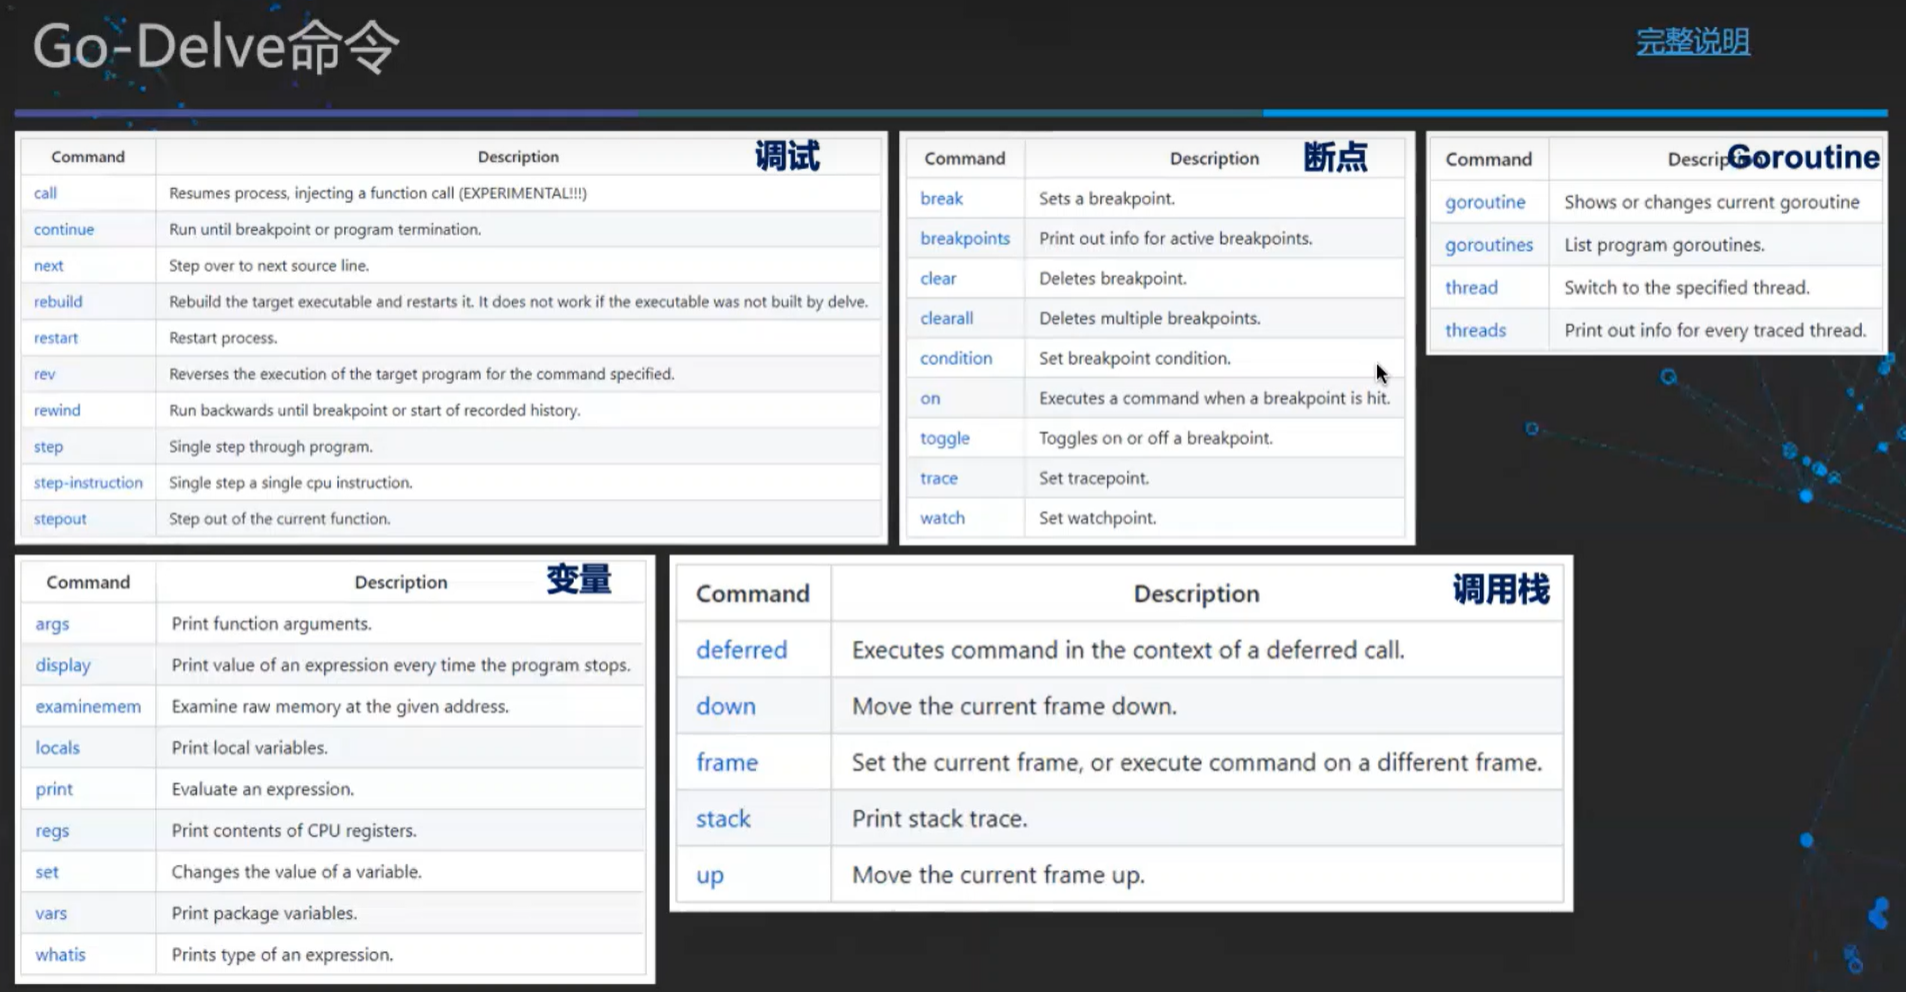 Go-Delve命令
完整说明
调试
Command Description
call Resumes process, injecting a function call (EXPERIMENTAL!!!)
continue Run until breakpoint or program termination.
next Step over to next source line.
rebuild Rebuild the target executable and restarts it. It does not work if the executable was not built by delve.
restart Restart process.
rev Reverses the execution of the target program for the command specified.
rewind Run backwards until breakpoint or start of recorded history.
step Single step through program.
step-instruction Single step a single cpu instruction.
stepout Step out of the current function.
断点
Command Description
break Sets a breakpoint.
breakpoints Print out info for active breakpoints.
clear Deletes breakpoint.
clearall Deletes multiple breakpoints.
condition Set breakpoint condition.
on Executes a command when a breakpoint is hit.
toggle Toggles on or off a breakpoint.
trace Set tracepoint.
watch Set watchpoint.
Goroutine
Command Descrip
goroutine Shows or changes current goroutine
goroutines List program goroutines.
thread Switch to the specified thread.
threads Print out info for every traced thread.
变量
Command Description
args Print function arguments.
display Print value of an expression every time the program stops.
examinemem Examine raw memory at the given address.
locals Print local variables.
print Evaluate an expression.
regs Print contents of CPU registers.
set Changes the value of a variable.
vars Print package variables.
whatis Prints type of an expression.
调用栈
Command Description
deferred Executes command in the context of a deferred call.
down Move the current frame down.
frame Set the current frame, or execute command on a different frame.
stack Print stack trace.
up Move the current frame up.